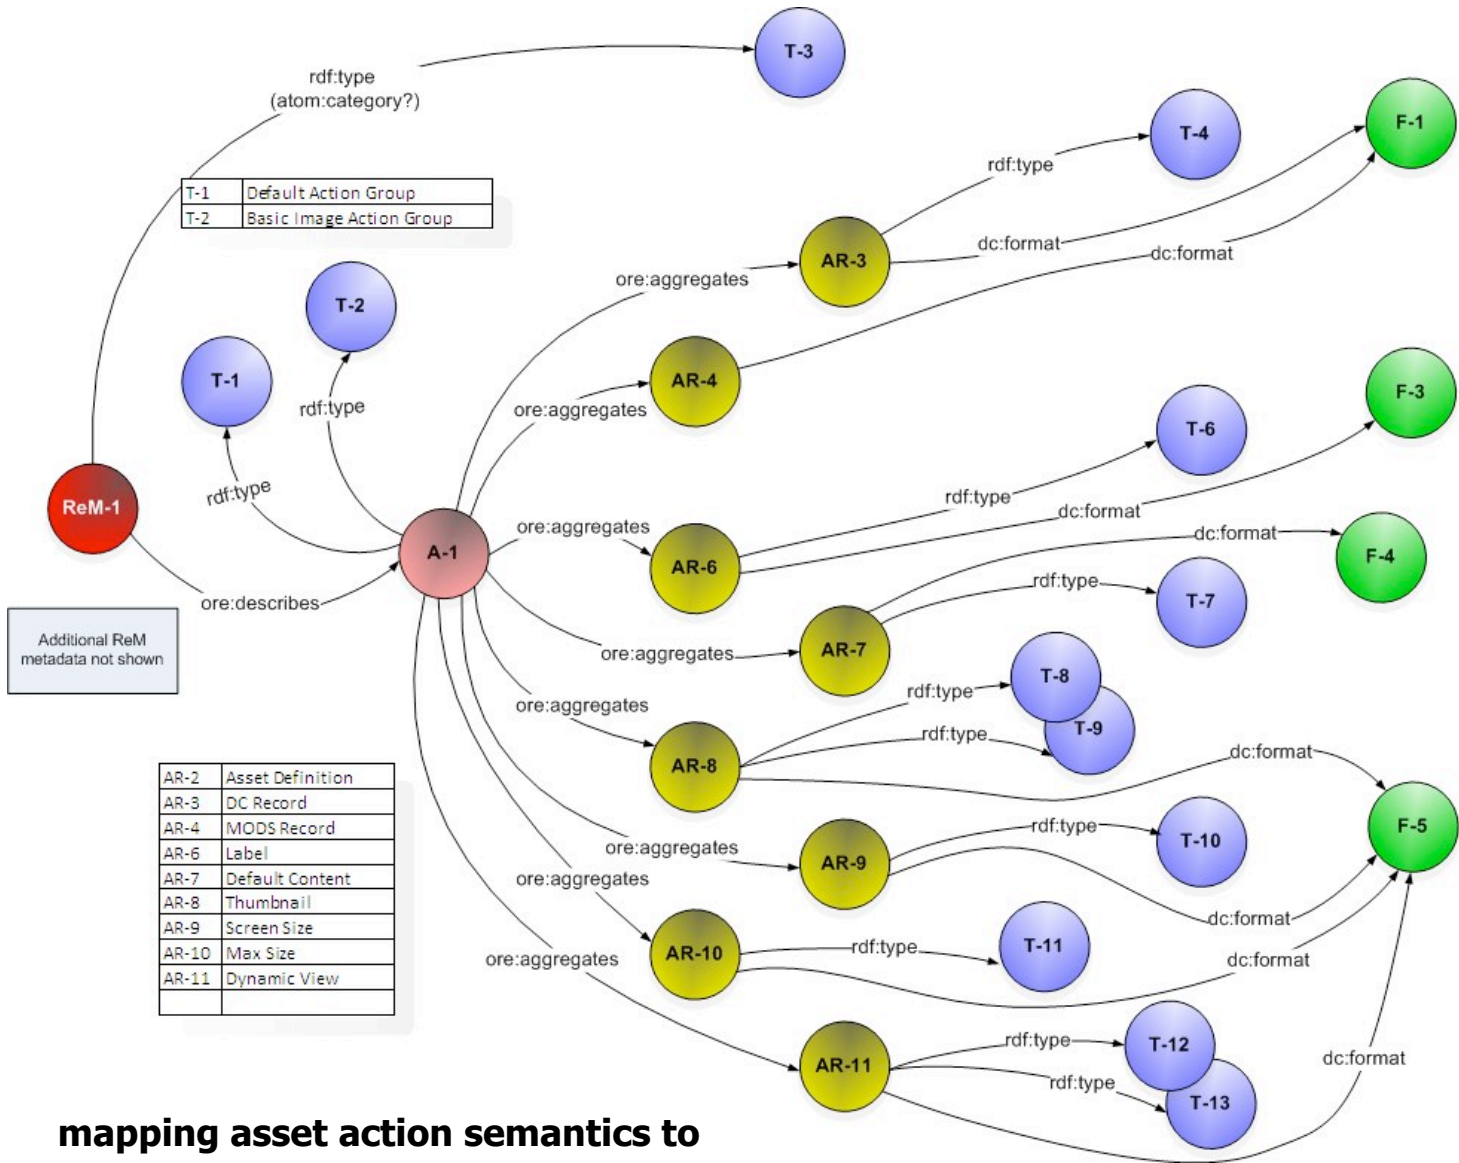 T-3
rdf:type
(atom:category?)
F-1
T-4
rdf:type
T-1 Default Action Group
T-2 Basic Image Action Group
dc:format
dc:format
AR-3
ore:aggregates
T-2
T-1
AR-4
F-3
rdf:type
ore:aggregates
T-6
rdf:type
rdf:type
ReM-1
dc:format
ore:aggregates
dc:format
A-1
F-4
AR-6
rdf:type
ore:describes
T-7
Additional ReM
metadata not shown
ore:aggregates
AR-7
T-8
rdf:type
ore:aggregates
T-9
rdf:type
dc:format
AR-8
AR-2 Asset Definition
AR-3 DC Record
AR-4 MODS Record
AR-6 Label
AR-7 Default Content
AR-8 Thumbnail
AR-9 Screen Size
AR-10 Max Size
AR-11 Dynamic View
rdf:type
F-5
T-10
ore:aggregates
AR-9
ore:aggregates
dc:format
T-11
rdf:type
AR-10
ore:aggregates
dc:format
rdf:type
T-12
dc:format
AR-11
rdf:type
T-13
mapping asset action semantics to